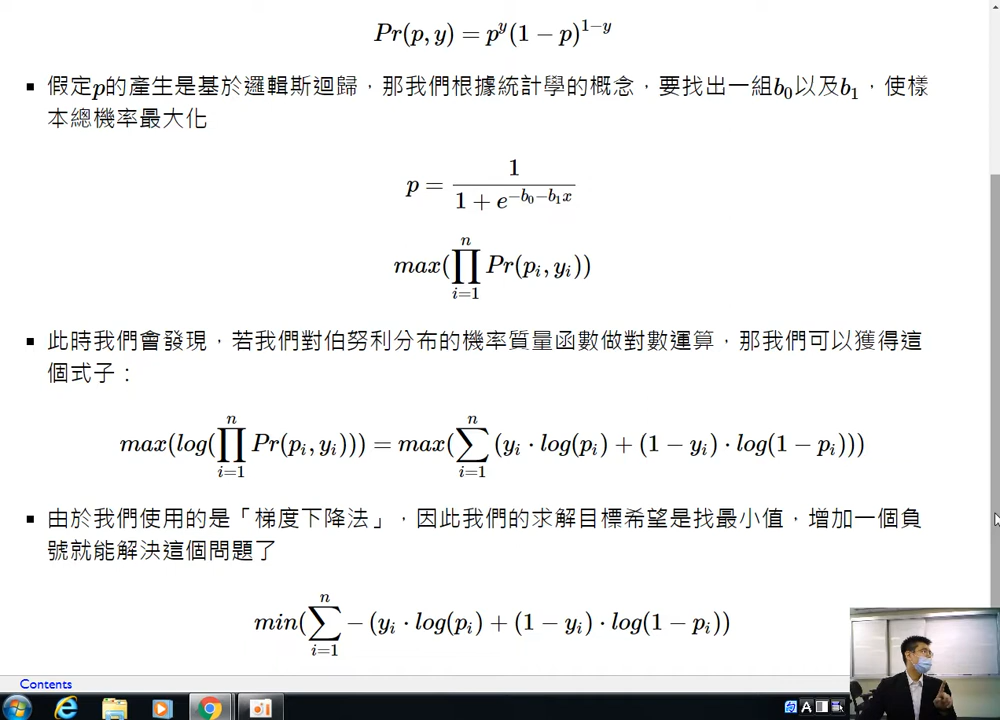 Pr(p, y) = p^y(1 − p)^{1−y}
▪ 假定p的產生是基於邏輯斯迴歸，那我們根據統計學的概念，要找出一組b_0以及b_1，使樣
本總機率最大化
p = \frac{1}{1 + e^{−b_0−b_1x}}
max(\prod_{i=1}^{n} Pr(p_i, y_i))
▪ 此時我們會發現，若我們對伯努利分布的機率質量函數做對數運算，那我們可以獲得這
個式子：
max(log(\prod_{i=1}^{n} Pr(p_i, y_i))) = max(\sum_{i=1}^{n} (y_i · log(p_i) + (1 − y_i) · log(1 − p_i)))
▪ 由於我們使用的是「梯度下降法」，因此我們的求解目標希望是找最小值，增加一個負
號就能解決這個問題了
min(\sum_{i=1}^{n} −(y_i · log(p_i) + (1 − y_i) · log(1 − p_i))
Contents
A